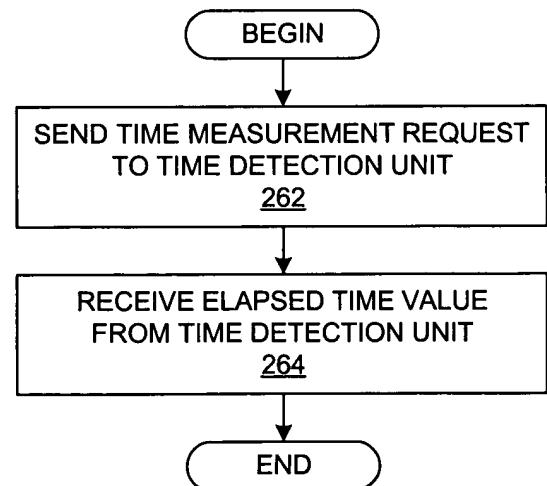 BEGIN
SEND TIME MEASUREMENT REQUEST
TO TIME DETECTION UNIT
262
RECEIVE ELAPSED TIME VALUE
FROM TIME DETECTION UNIT
264
END